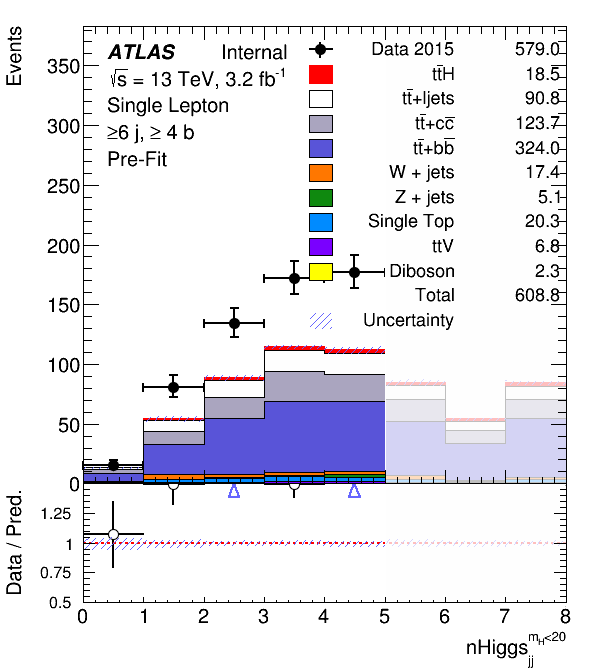 Events
350
300
250
200
150
100
50
0
ATLAS Internal
√s = 13 TeV, 3.2 fb⁻¹
Single Lepton
≥6 j, ≥ 4 b
Pre-Fit
Data 2015 579.0
tt̄H 18.5
tt̄+ljets 90.8
tt̄+cc̄ 123.7
tt̄+bb̄ 324.0
W + jets 17.4
Z + jets 5.1
Single Top 20.3
ttV 6.8
Diboson 2.3
Total 608.8
Uncertainty
Data / Pred.
1.25
1
0.75
0.5
0 1 2 3 4 5 6 7 8
nHiggs_jj^{m_H<20}